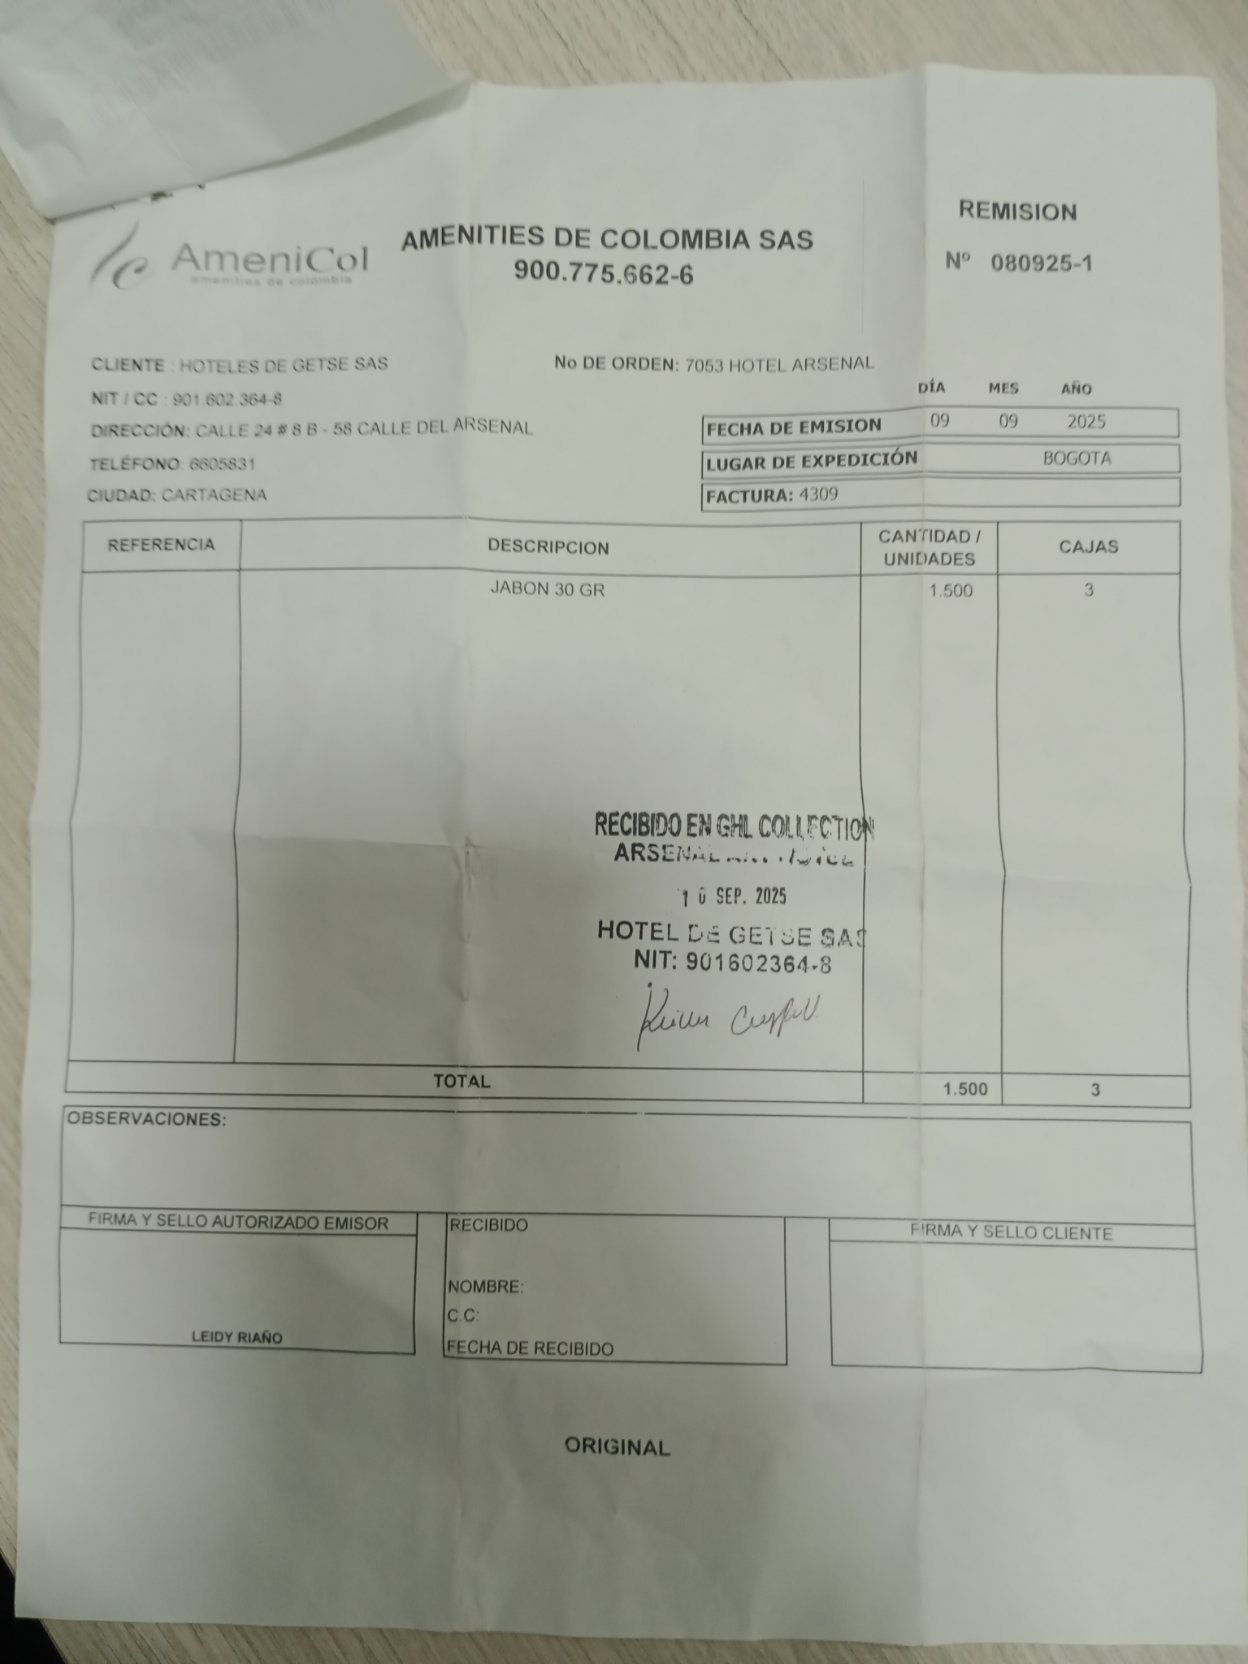 REMISION
AmeniCol
amenities de colombia
AMENITIES DE COLOMBIA SAS
900.775.662-6
Nº 080925-1
CLIENTE : HOTELES DE GETSE SAS
No DE ORDEN: 7053 HOTEL ARSENAL
NIT / CC : 901.602.364-8
DIRECCIÓN: CALLE 24 # 8 B - 58 CALLE DEL ARSENAL
TELÉFONO: 6605831
CIUDAD: CARTAGENA
DÍA MES AÑO
FECHA DE EMISION 09 09 2025
LUGAR DE EXPEDICIÓN BOGOTA
FACTURA: 4309
REFERENCIA DESCRIPCION CANTIDAD / UNIDADES CAJAS
JABON 30 GR 1.500 3
RECIBIDO EN GHL COLLECTION
ARSENAL
10 SEP. 2025
HOTEL DE GETSE SAS
NIT: 901602364-8
TOTAL 1.500 3
OBSERVACIONES:
FIRMA Y SELLO AUTORIZADO EMISOR
LEIDY RIAÑO
RECIBIDO
NOMBRE:
C.C:
FECHA DE RECIBIDO
FIRMA Y SELLO CLIENTE
ORIGINAL